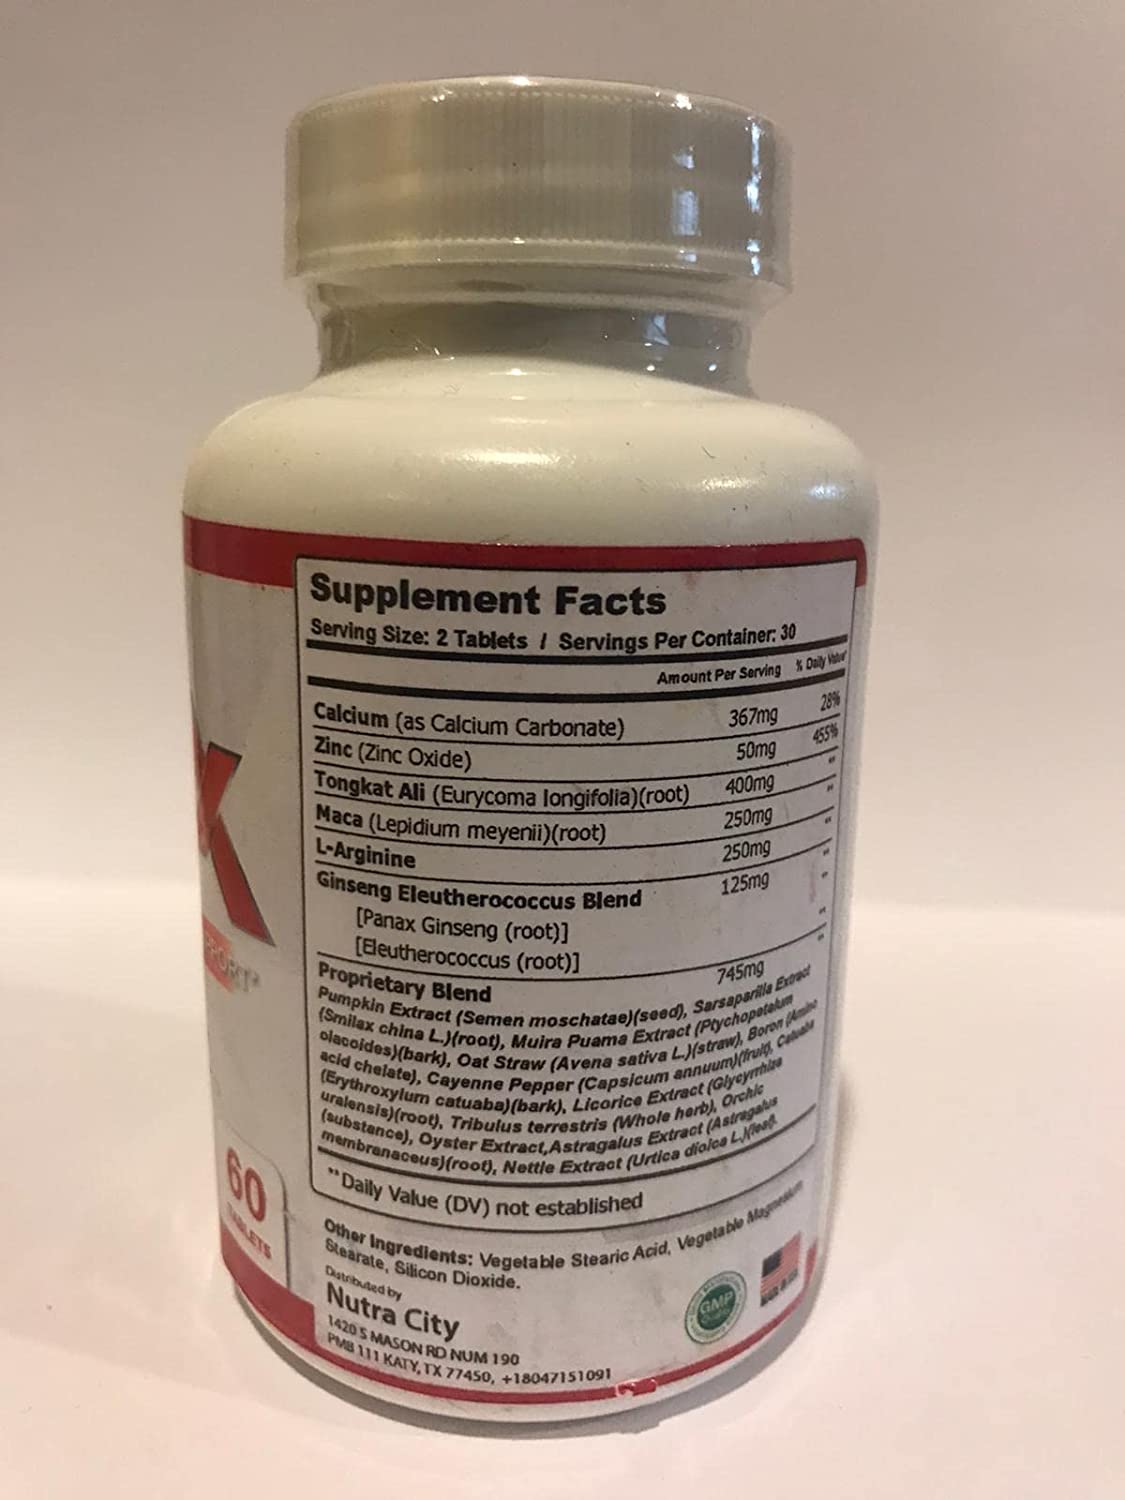 Supplement Facts
Serving Size: 2 Tablets / Servings Per Container: 30
Amount Per Serving % Daily Value*
Calcium (as Calcium Carbonate) 367mg 28%
Zinc (Zinc Oxide) 50mg 455%
Tongkat Ali (Eurycoma longifolia)(root) 400mg **
Maca (Lepidium meyenii)(root) 250mg **
L-Arginine 250mg **
Ginseng Eleutherococcus Blend 125mg **
[Panax Ginseng (root)] **
[Eleutherococcus (root)] **
Proprietary Blend 745mg
Pumpkin Extract (Semen moschatae)(seed), Sarsaparilla Extract
(Smilax china L.)(root), Muira Puama Extract (Ptychopetalum
olacoides)(bark), Oat Straw (Avena sativa L.)(straw), Boron (Amino
acid chelate), Cayenne Pepper (Capsicum annuum)(fruit), Catuaba
(Erythroxylum catuaba)(bark), Licorice Extract (Glycyrrhiza
uralensis)(root), Tribulus terrestris (Whole herb), Orchic
(substance), Oyster Extract,Astragalus Extract (Astragalus
membranaceus)(root), Nettle Extract (Urtica dioica L.)(leaf).
**Daily Value (DV) not established
Other Ingredients: Vegetable Stearic Acid, Vegetable Magnesium
Stearate, Silicon Dioxide.
Distributed by
Nutra City
1420 S MASON RD NUM 190
PMB 111 KATY, TX 77450, +18047151091
GMP
MADE IN USA
X
PORT*
60
TABLETS